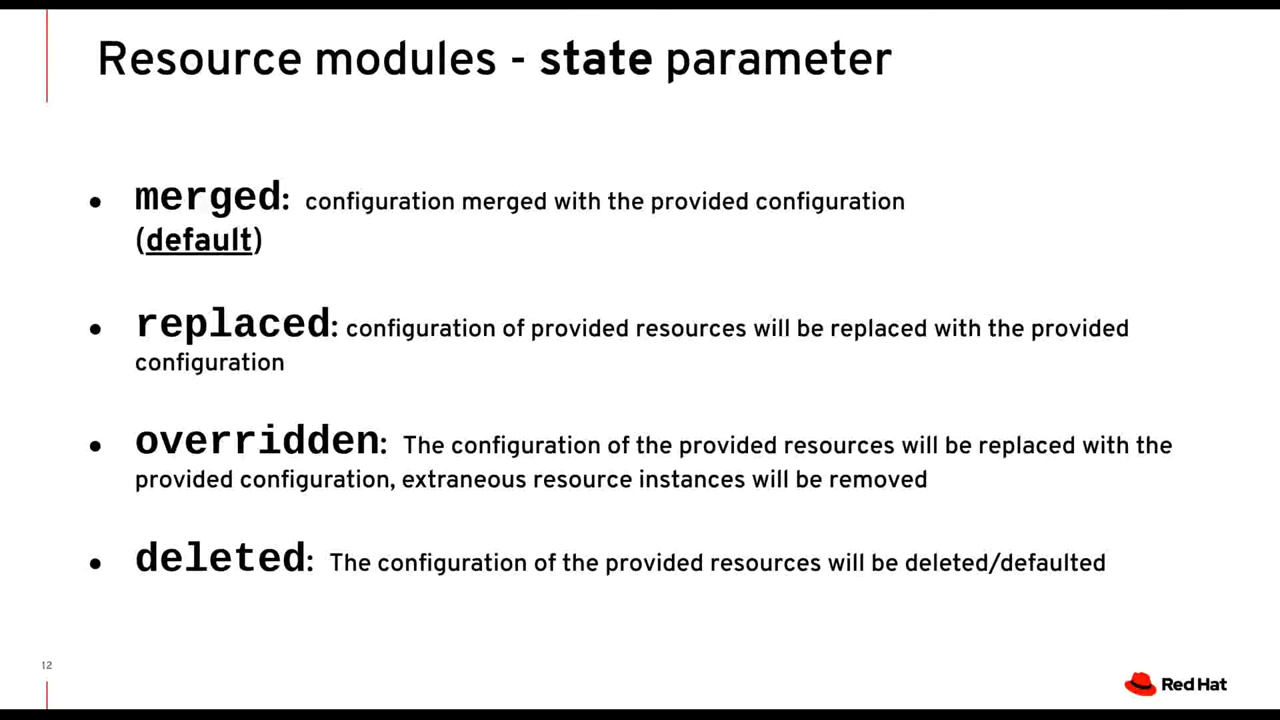 Resource modules - state parameter
● merged: configuration merged with the provided configuration
(default)
● replaced: configuration of provided resources will be replaced with the provided
configuration
● overridden: The configuration of the provided resources will be replaced with the
provided configuration, extraneous resource instances will be removed
● deleted: The configuration of the provided resources will be deleted/defaulted
12
Red Hat